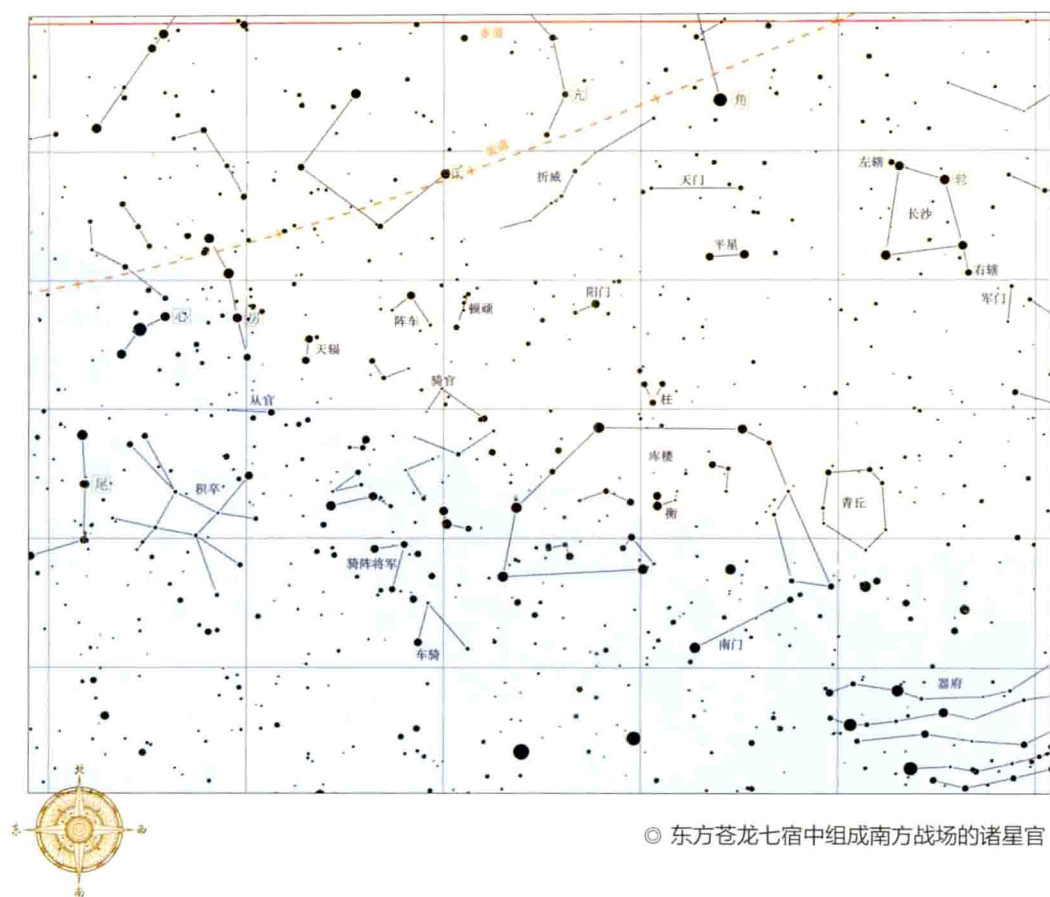 赤道
亢
角
黄道
氐
折威
天门
左辖
轸
长沙
平星
右辖
心
房
阵车
顿顽
阳门
军门
天辐
骑官
从官
柱
尾
积卒
库楼
衡
青丘
骑阵将军
车骑
南门
器府
北
东
西
南
◎ 东方苍龙七宿中组成南方战场的诸星官